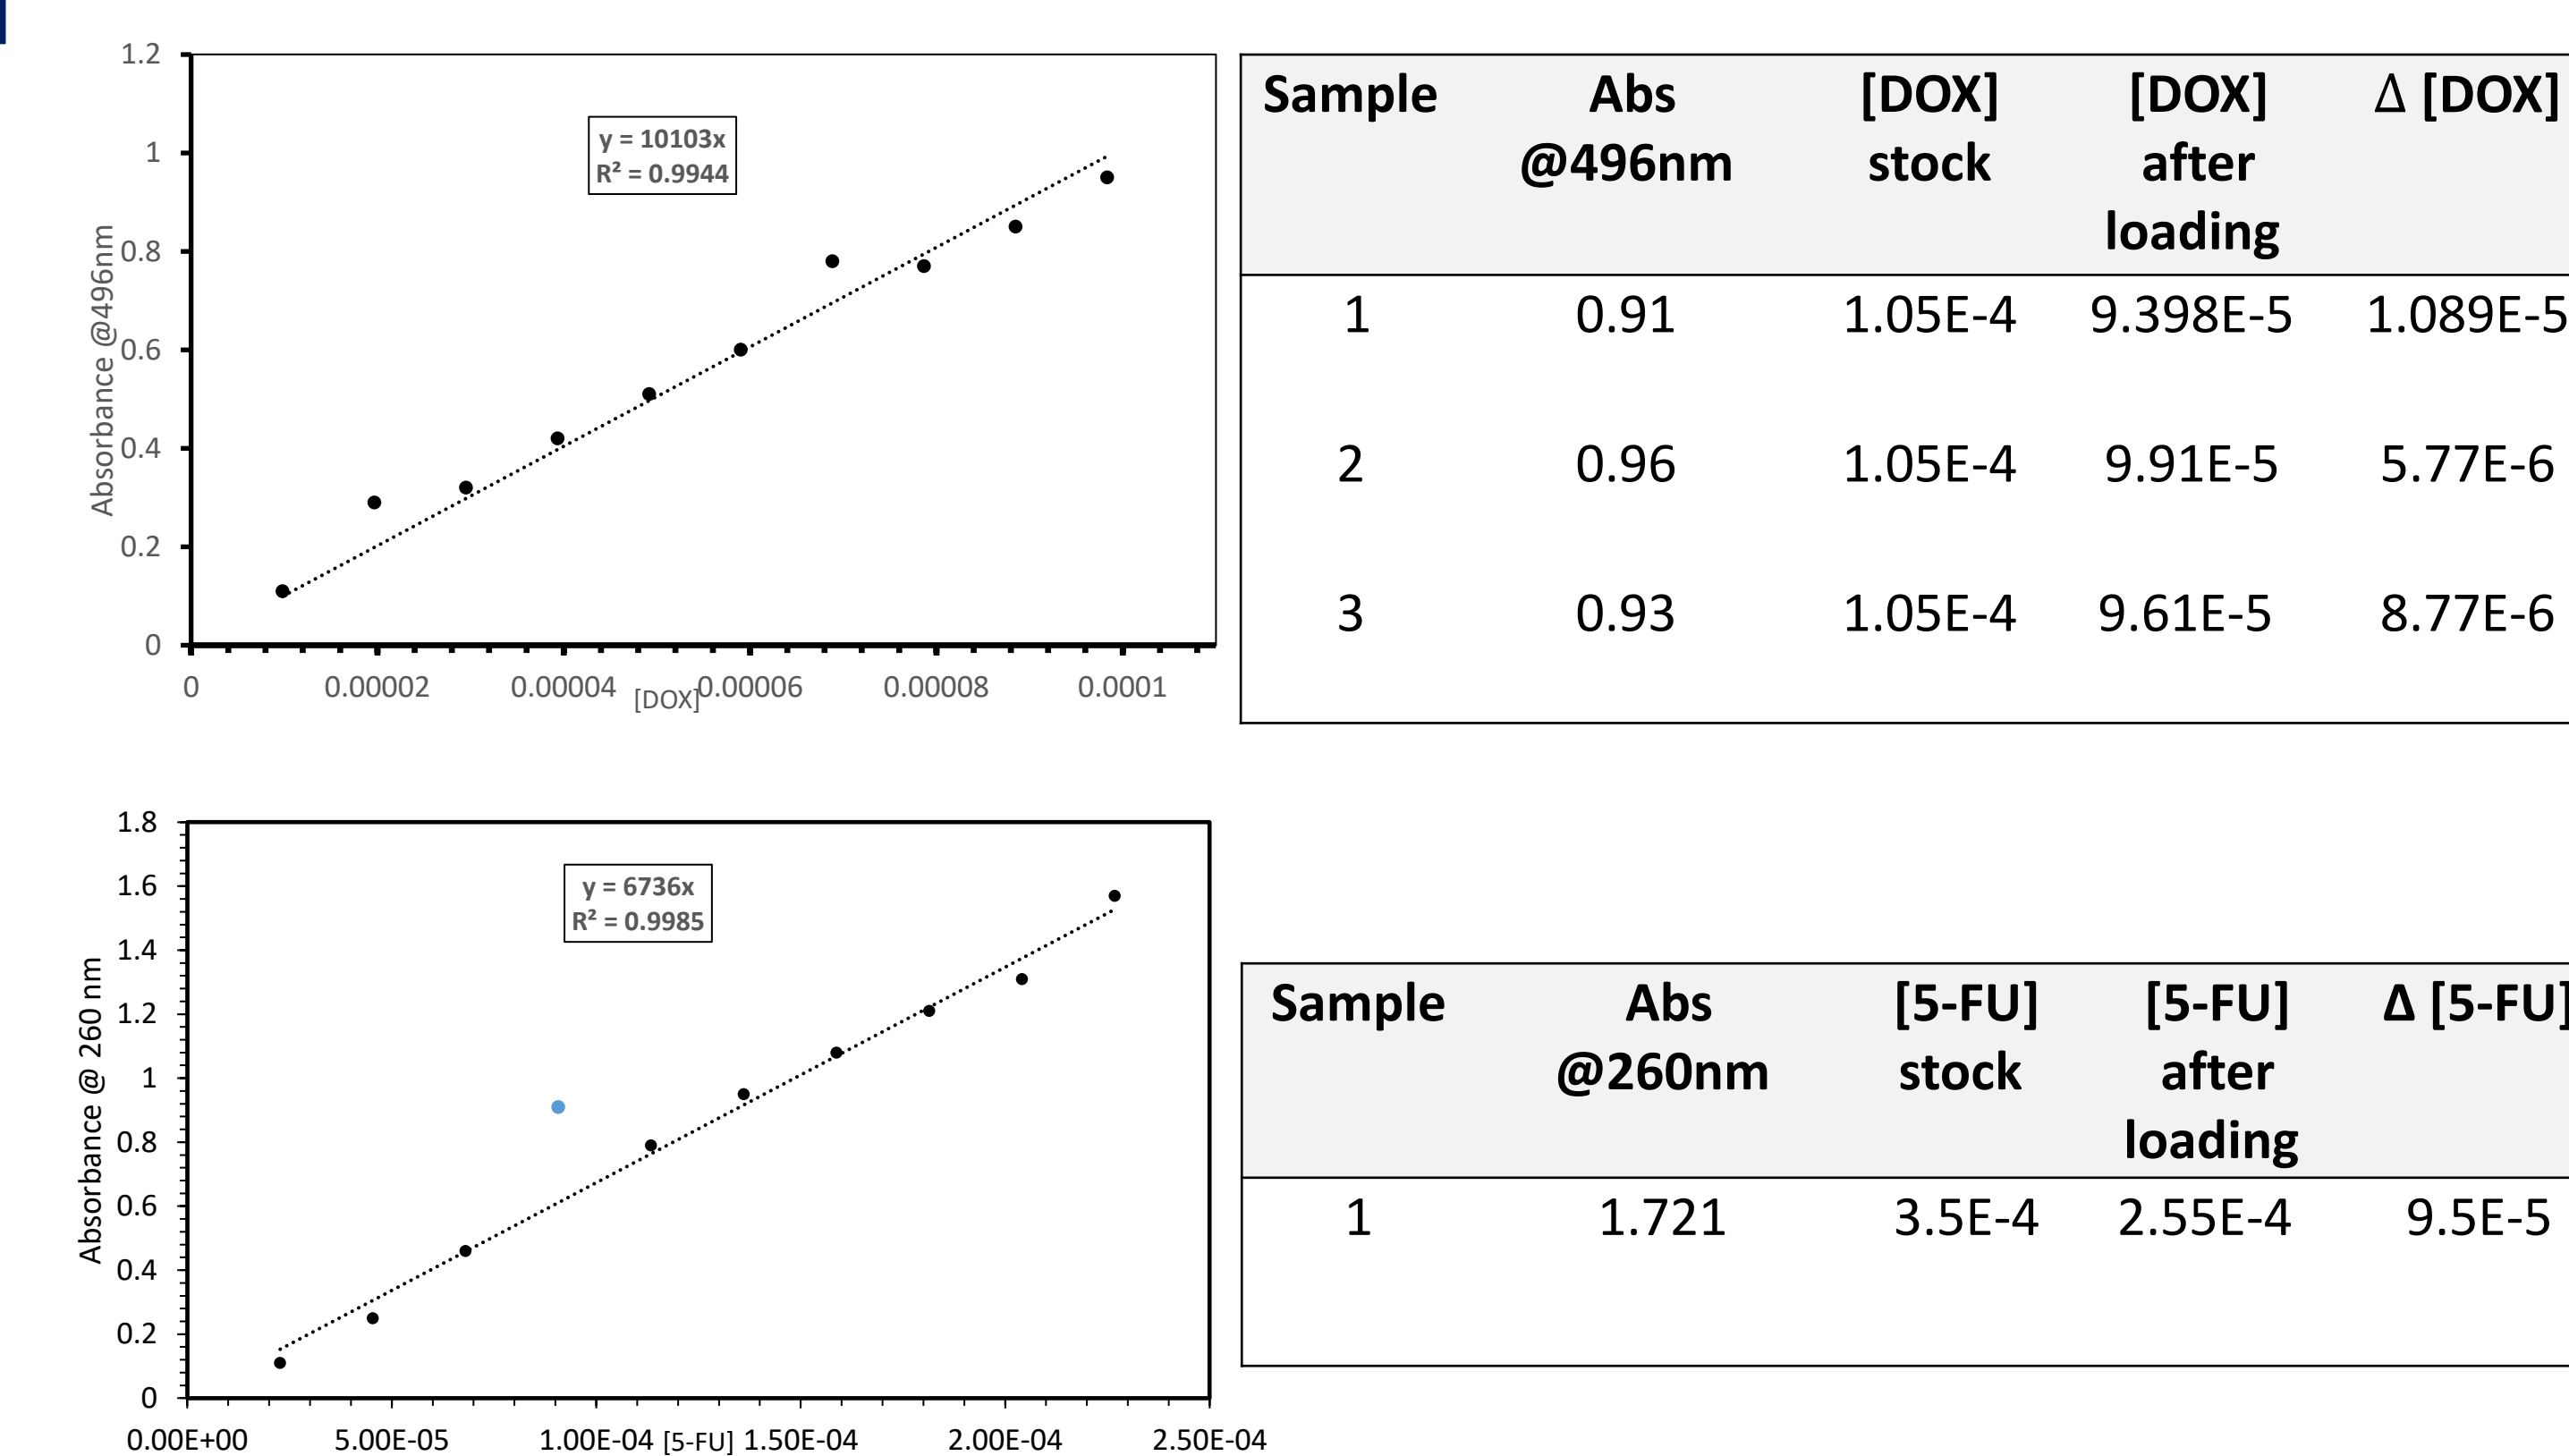 1.2
1
0.8
0.6
0.4
0.2
0
Absorbance @496nm
y = 10103x
R² = 0.9944
0 0.00002 0.00004 0.00006 0.00008 0.0001
[DOX]
Sample Abs [DOX] [DOX] Δ [DOX]
@496nm stock after
loading
1 0.91 1.05E-4 9.398E-5 1.089E-5
2 0.96 1.05E-4 9.91E-5 5.77E-6
3 0.93 1.05E-4 9.61E-5 8.77E-6
1.8
1.6
1.4
1.2
1
0.8
0.6
0.4
0.2
0
Absorbance @ 260 nm
y = 6736x
R² = 0.9985
0.00E+00 5.00E-05 1.00E-04 [5-FU] 1.50E-04 2.00E-04 2.50E-04
Sample Abs [5-FU] [5-FU] Δ [5-FU]
@260nm stock after
loading
1 1.721 3.5E-4 2.55E-4 9.5E-5